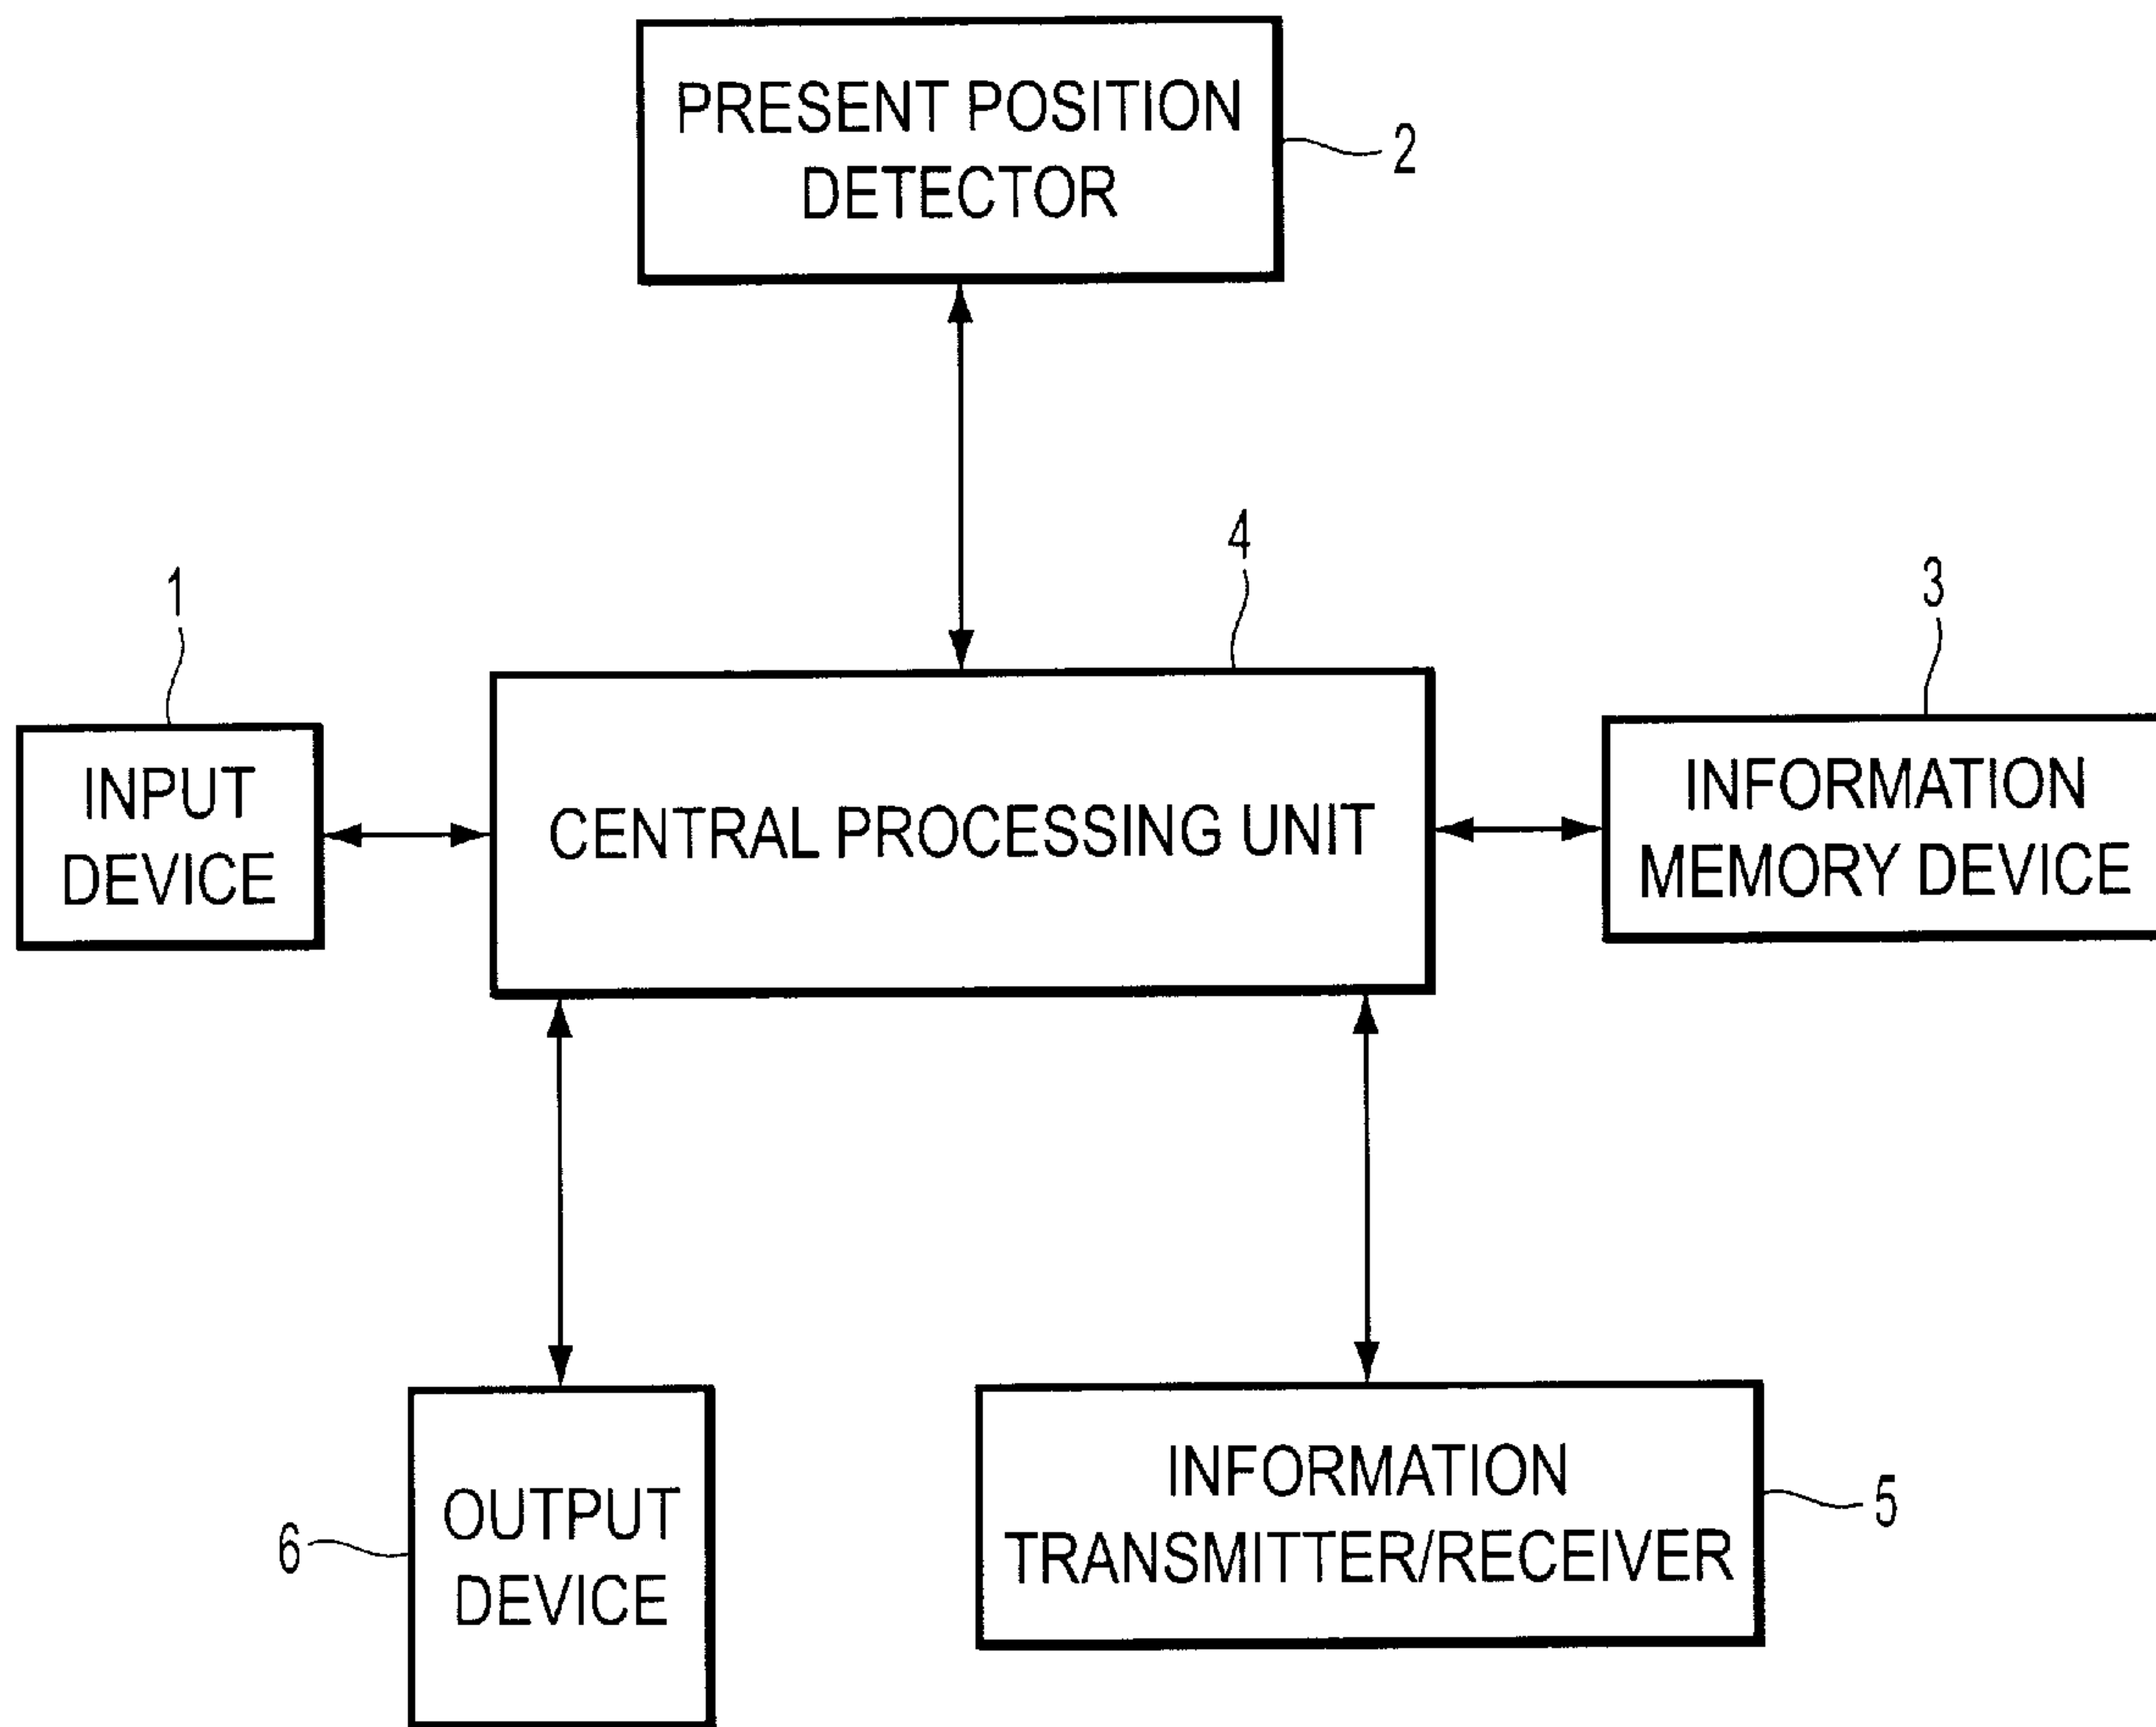 PRESENT POSITION
DETECTOR
2
4
1
3
INPUT
DEVICE
CENTRAL PROCESSING UNIT
INFORMATION
MEMORY DEVICE
OUTPUT
DEVICE
6
INFORMATION
TRANSMITTER/RECEIVER
5